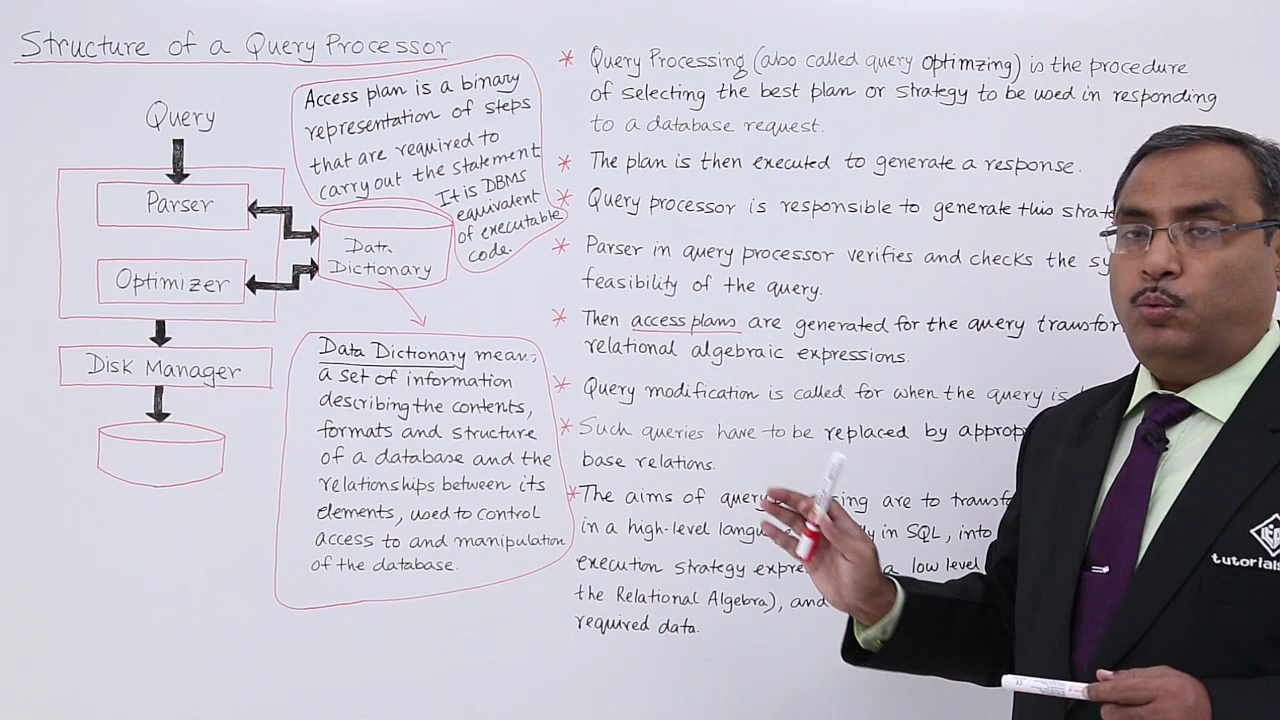 Structure of a Query Processor
Query
Parser
Optimizer
Disk Manager
Data
Dictionary
Access plan is a binary
representation of steps
that are required to
carry out the statement
It is DBMS
equivalent
of executable
code.
Data Dictionary means
a set of information
describing the contents,
formats and structure
of a database and the
relationships between its
elements, used to control
access to and manipulation
of the database.
* Query Processing (also called query optimzing) is the procedure
of selecting the best plan or strategy to be used in responding
to a database request.
* The plan is then executed to generate a response.
* Query processor is responsible to generate this
* Parser in query processor verifies and checks the
feasibility of the query.
* Then access plans are generated for the query
relational algebraic expressions.
* Query modification is called for when the query is
* Such queries have to be replaced by
base relations.
* The aims of query are to
in a high-level in SQL, into
execution strategy a low level
the Relational Algebra), and
required data.
tutorials